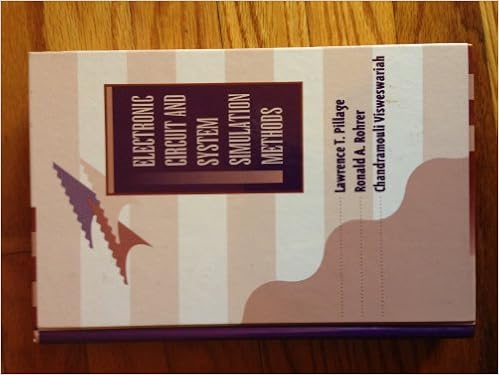 ELECTRONIC
CIRCUIT AND
SYSTEM
SIMULATION
METHODS
Lawrence T. Pillage
Ronald A. Rohrer
Chandramouli Visweswariah